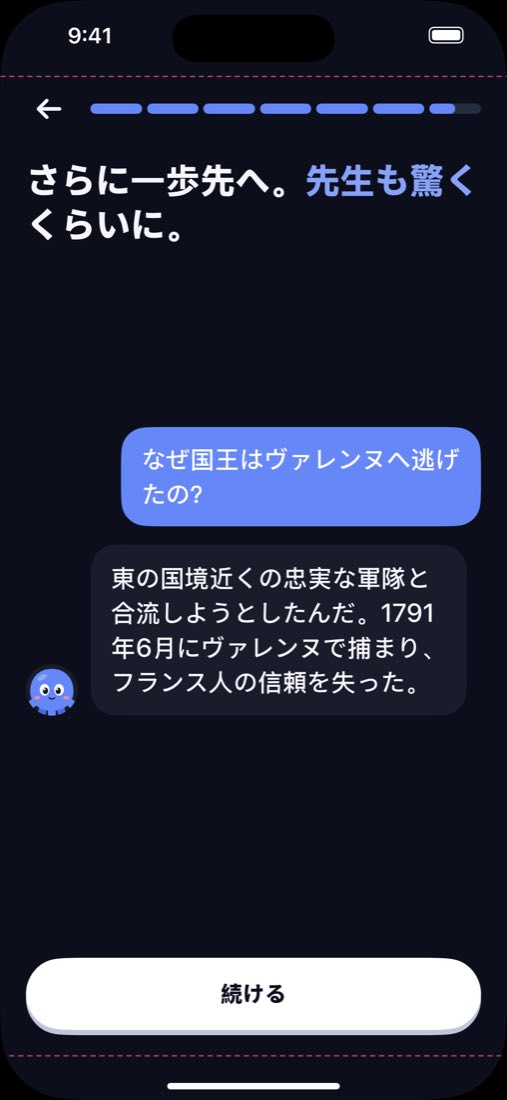 9:41
さらに一歩先へ。先生も驚く
くらいに。
なぜ国王はヴァレンヌへ逃げ
たの?
東の国境近くの忠実な軍隊と
合流しようとしたんだ。1791
年6月にヴァレンヌで捕まり、
フランス人の信頼を失った。
続ける